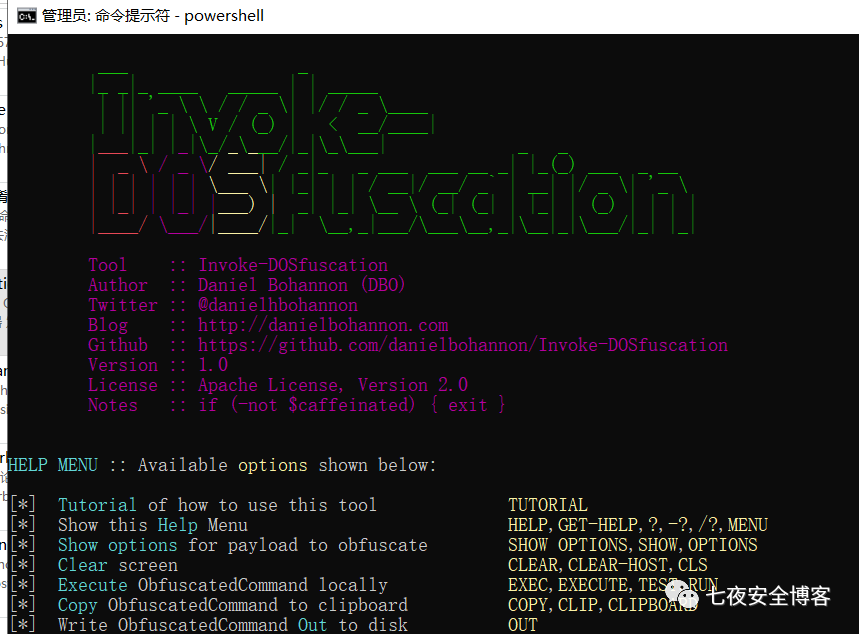 管理员: 命令提示符 - powershell
Invoke-
DOSfuscation
Tool :: Invoke-DOSfuscation
Author :: Daniel Bohannon (DBO)
Twitter :: @danielhbohannon
Blog :: http://danielbohannon.com
Github :: https://github.com/danielbohannon/Invoke-DOSfuscation
Version :: 1.0
License :: Apache License, Version 2.0
Notes :: if (-not $caffeinated) { exit }
HELP MENU :: Available options shown below:
[*] Tutorial of how to use this tool TUTORIAL
[*] Show this Help Menu HELP,GET-HELP,?,-?,/?,MENU
[*] Show options for payload to obfuscate SHOW OPTIONS,SHOW,OPTIONS
[*] Clear screen CLEAR,CLEAR-HOST,CLS
[*] Execute ObfuscatedCommand locally EXEC,EXECUTE,TEST,RUN
[*] Copy ObfuscatedCommand to clipboard COPY,CLIP,CLIPBOARD
[*] Write ObfuscatedCommand Out to disk OUT
七夜安全博客